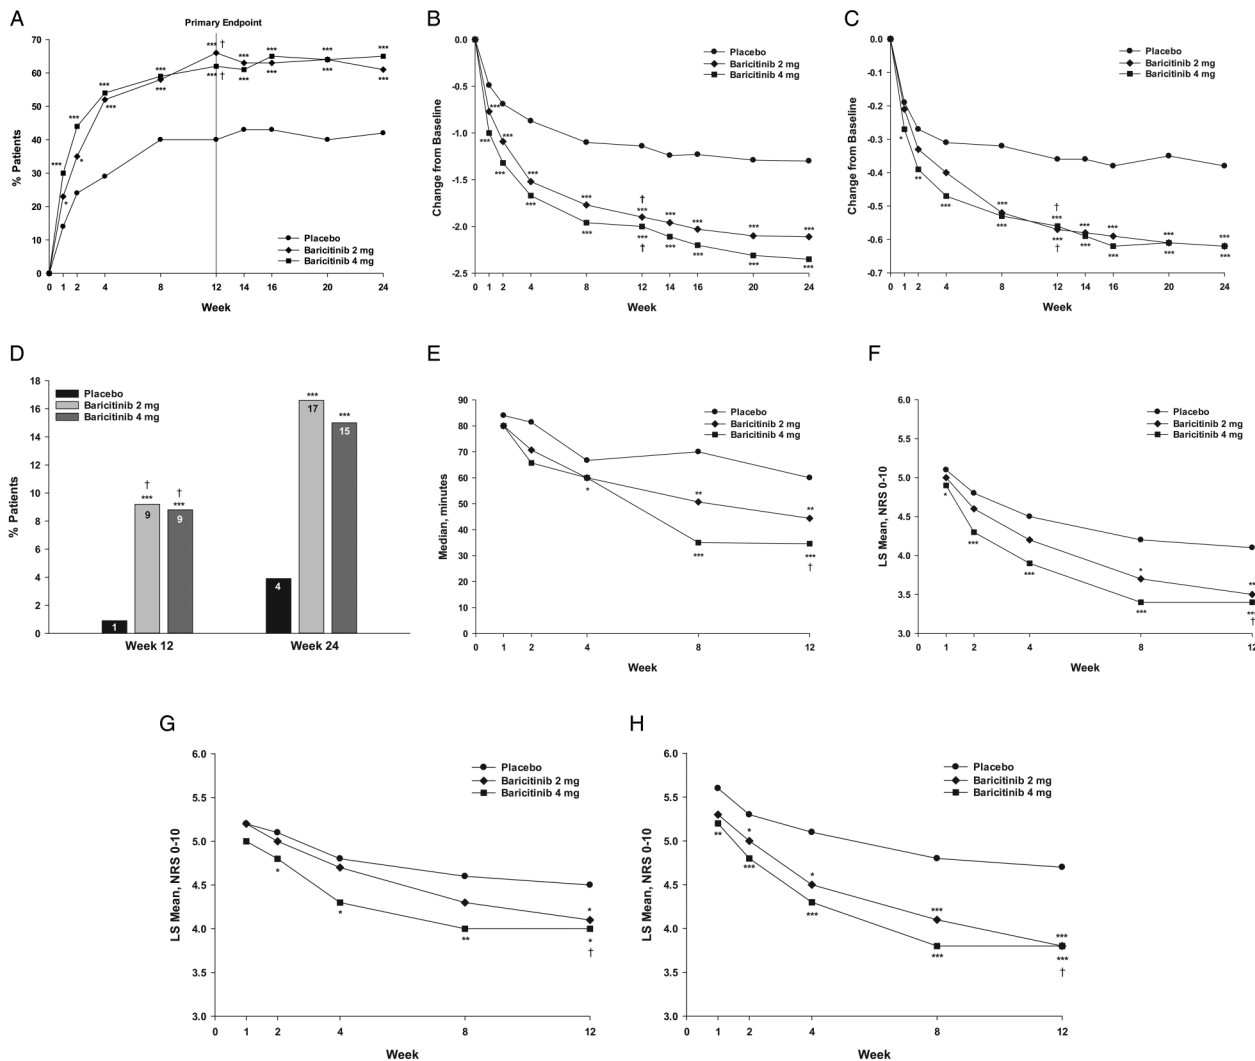 A
Primary Endpoint
% Patients
70
60
50
40
30
20
10
0
*** † *** *** *** *** ***
*** *** *** *** *
*** † *** *** *** ***
*** * ***
Placebo
Baricitinib 2 mg
Baricitinib 4 mg
0 1 2 4 8 12 14 16 20 24
Week
B
Change from Baseline
0.0
-0.5
-1.0
-1.5
-2.0
-2.5
Placebo
Baricitinib 2 mg
Baricitinib 4 mg
*** *** *** *** † *** *** *** *** ***
*** *** *** *** *** † *** *** *** ***
0 1 2 4 8 12 14 16 20 24
Week
C
Change from Baseline
0.0
-0.1
-0.2
-0.3
-0.4
-0.5
-0.6
-0.7
Placebo
Baricitinib 2 mg
Baricitinib 4 mg
*** † *** *** *** *** ***
* ** *** *** *** † *** *** *** ***
0 1 2 4 8 12 14 16 20 24
Week
D
% Patients
18
16
14
12
10
8
6
4
2
0
Placebo
Baricitinib 2 mg
Baricitinib 4 mg
*** ***
† †
*** ***
1 9 9 4 17 15
Week 12 Week 24
E
Median, minutes
90
80
70
60
50
40
30
20
10
0
Placebo
Baricitinib 2 mg
Baricitinib 4 mg
** **
* *** ***
†
0 1 2 4 8 12
Week
F
LS Mean, NRS 0-10
6.0
5.5
5.0
4.5
4.0
3.5
3.0
Placebo
Baricitinib 2 mg
Baricitinib 4 mg
* **
* *** *** *** ***
†
0 1 2 4 8 12
Week
G
LS Mean, NRS 0-10
6.0
5.5
5.0
4.5
4.0
3.5
3.0
Placebo
Baricitinib 2 mg
Baricitinib 4 mg
*
* * ** *
†
0 1 2 4 8 12
Week
H
LS Mean, NRS 0-10
6.0
5.5
5.0
4.5
4.0
3.5
3.0
Placebo
Baricitinib 2 mg
Baricitinib 4 mg
* * *** ***
** *** *** *** ***
†
0 1 2 4 8 12
Week